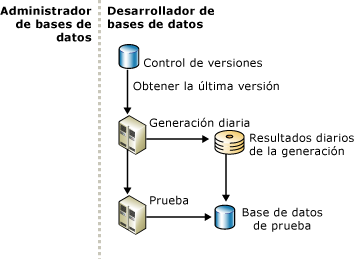 Administrador
de bases de
datos
Desarrollador de
bases de datos
Control de versiones
Obtener la última versión
Generación diaria
Resultados diarios
de la generación
Prueba
Base de datos
de prueba